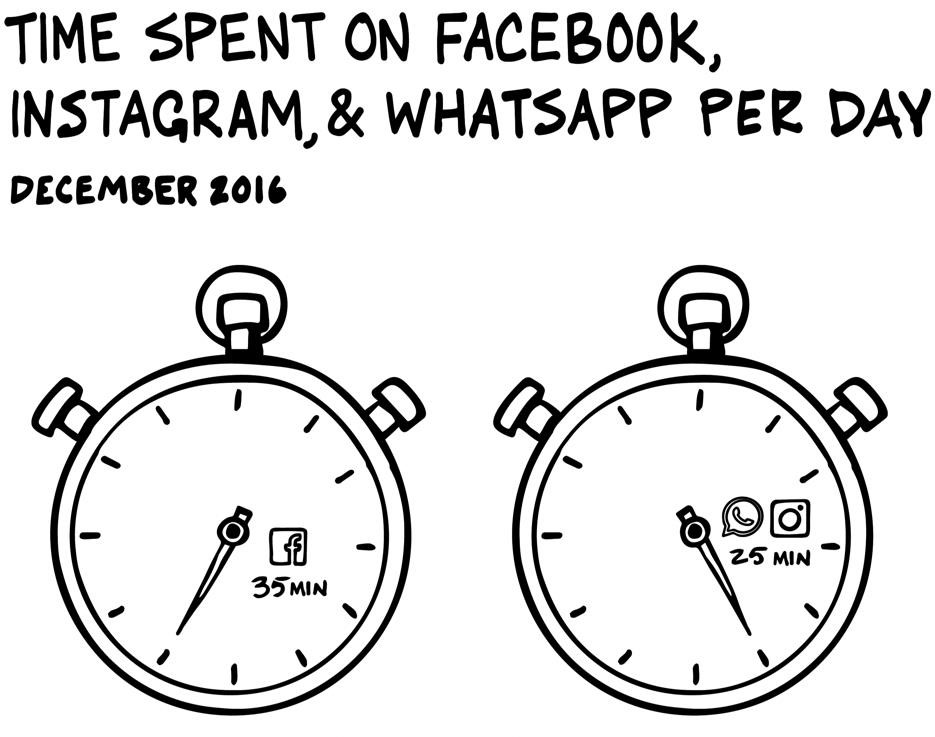 TIME SPENT ON FACEBOOK,
INSTAGRAM, & WHATSAPP PER DAY
DECEMBER 2016
f
35 MIN
25 MIN